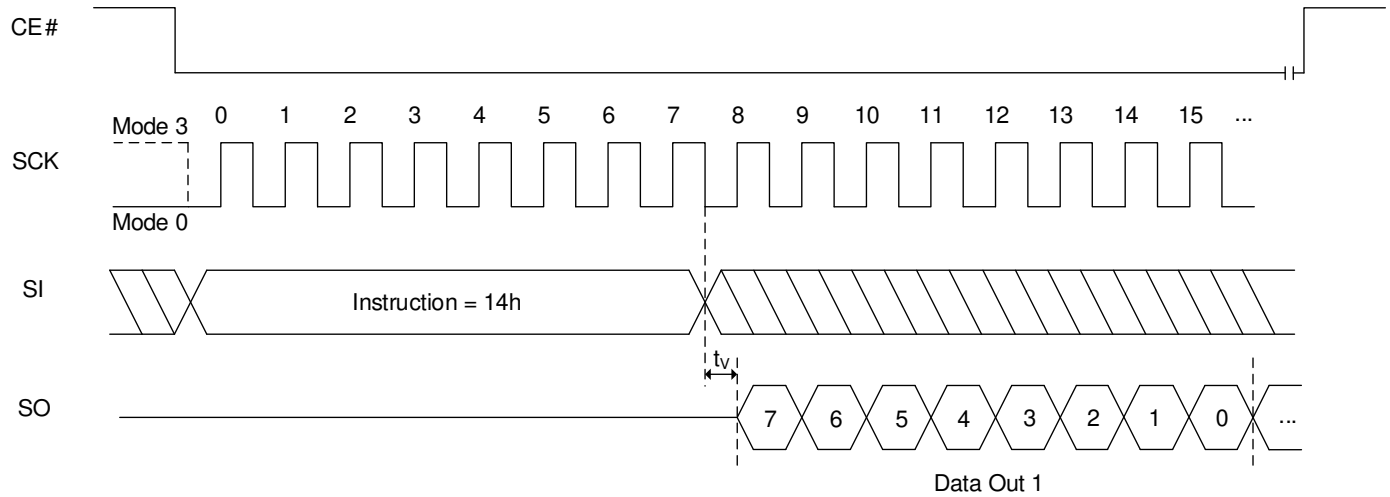 CE#
0 1 2 3 4 5 6 7 8 9 10 11 12 13 14 15 ...
Mode 3
SCK
Mode 0
SI
Instruction = 14h
tV
SO
7 6 5 4 3 2 1 0 ...
Data Out 1